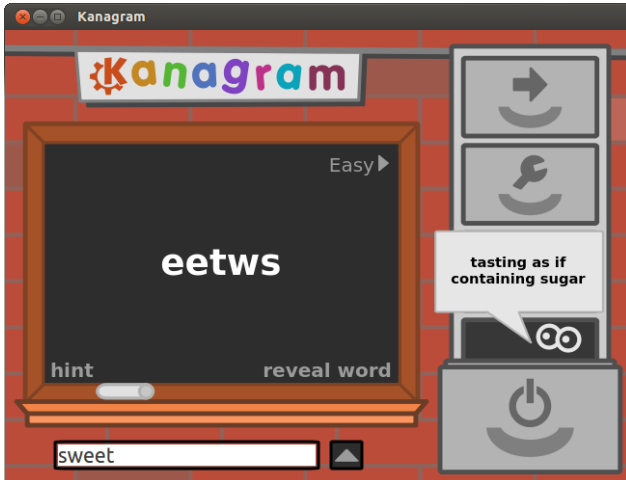 Kanagram
Kanagram
Easy
eetws
tasting as if
containing sugar
hint
reveal word
sweet